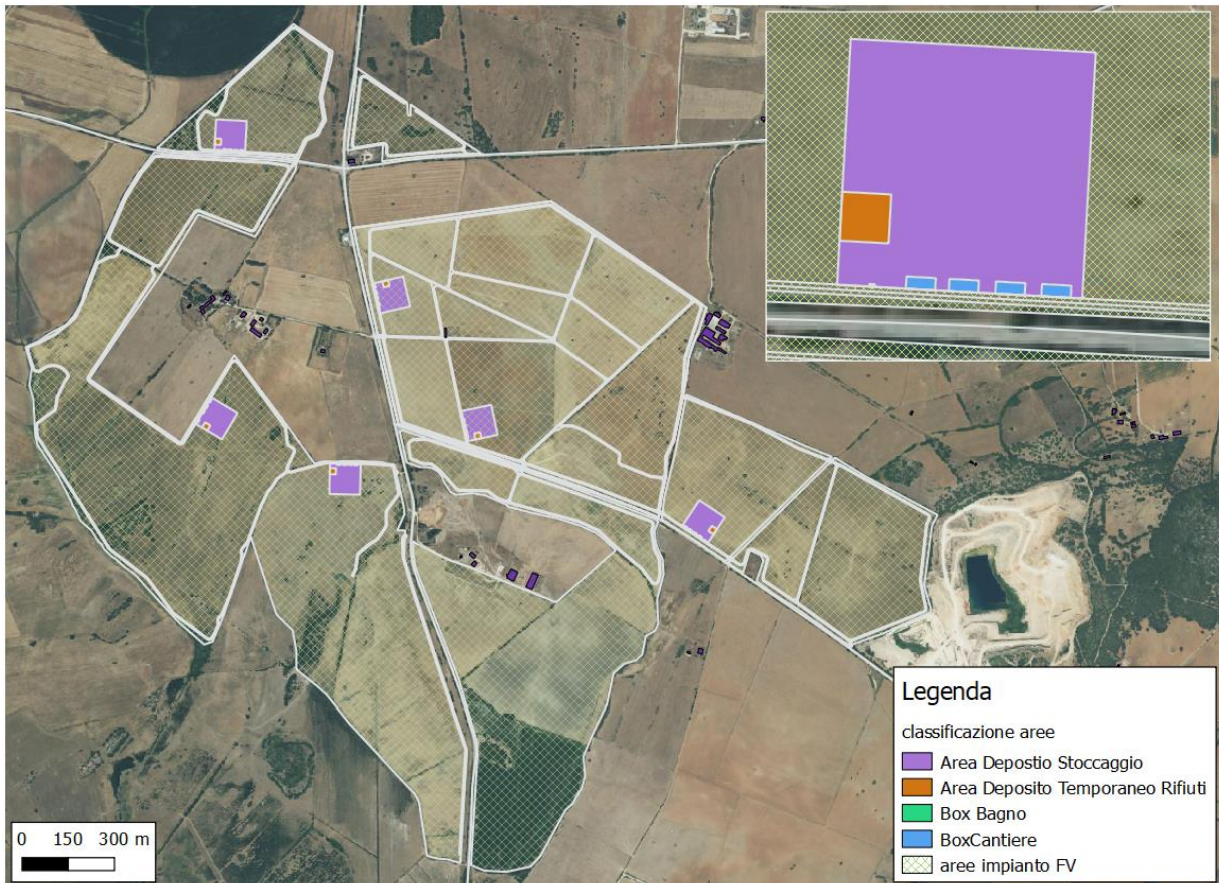 Legenda
classificazione aree
Area Depostio Stoccaggio
Area Deposito Temporaneo Rifiuti
Box Bagno
BoxCantiere
aree impianto FV
0 150 300 m